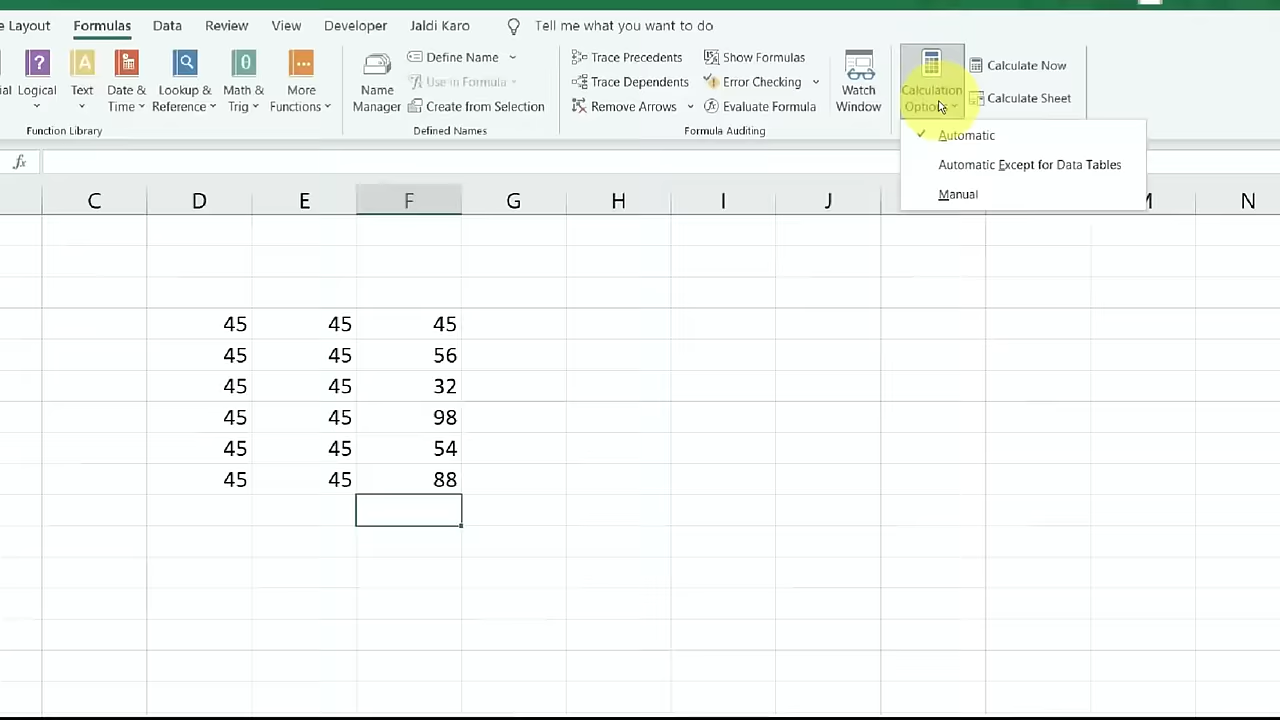 e Layout Formulas Data Review View Developer Jaldi Karo Tell me what you want to do
ial Logical Text Date & Time Lookup & Reference Math & Trig More Functions
Function Library
Name Manager
Define Name
Use in Formula
Create from Selection
Defined Names
Trace Precedents Show Formulas
Trace Dependents Error Checking
Remove Arrows Evaluate Formula
Formula Auditing
Watch Window
Calculation Options
Calculate Now
Calculate Sheet
Automatic
Automatic Except for Data Tables
Manual
fx
C D E F G H I J M N
45 45 45
45 45 56
45 45 32
45 45 98
45 45 54
45 45 88